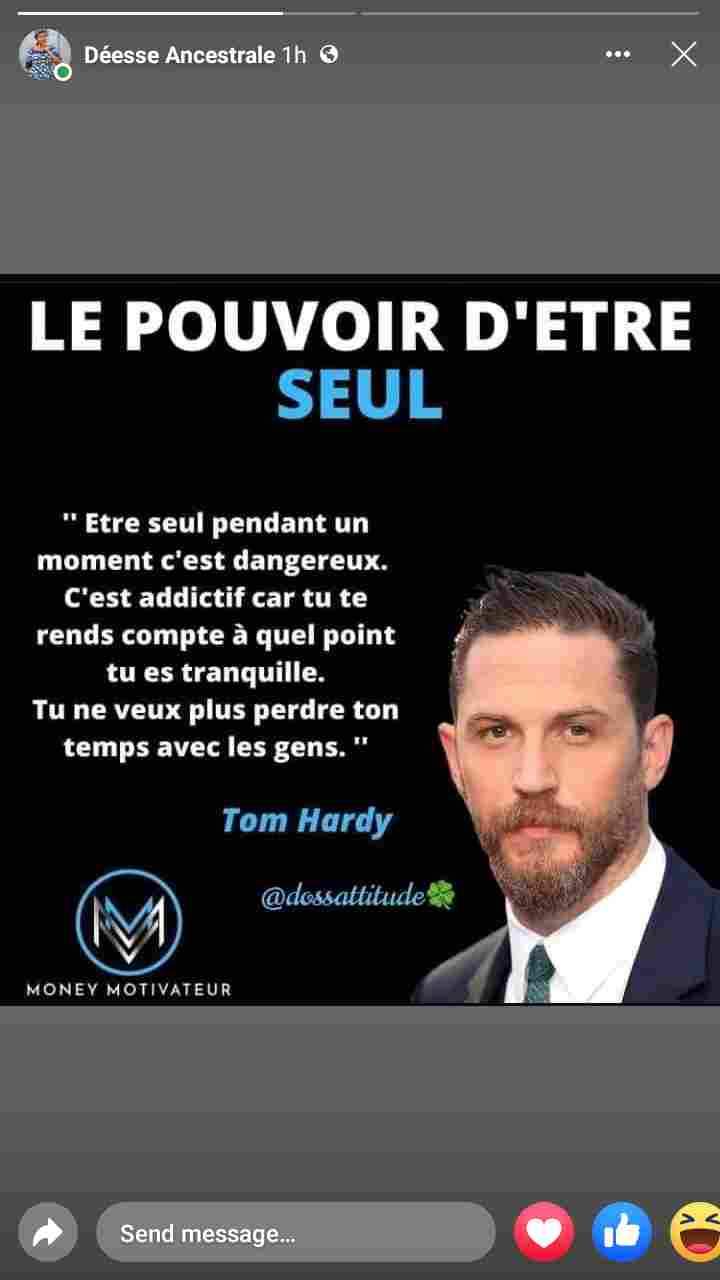 Déesse Ancestrale 1h
LE POUVOIR D'ETRE
SEUL
'' Etre seul pendant un
moment c'est dangereux.
C'est addictif car tu te
rends compte à quel point
tu es tranquille.
Tu ne veux plus perdre ton
temps avec les gens. ''
Tom Hardy
@dossattitude🍀
MONEY MOTIVATEUR
Send message...